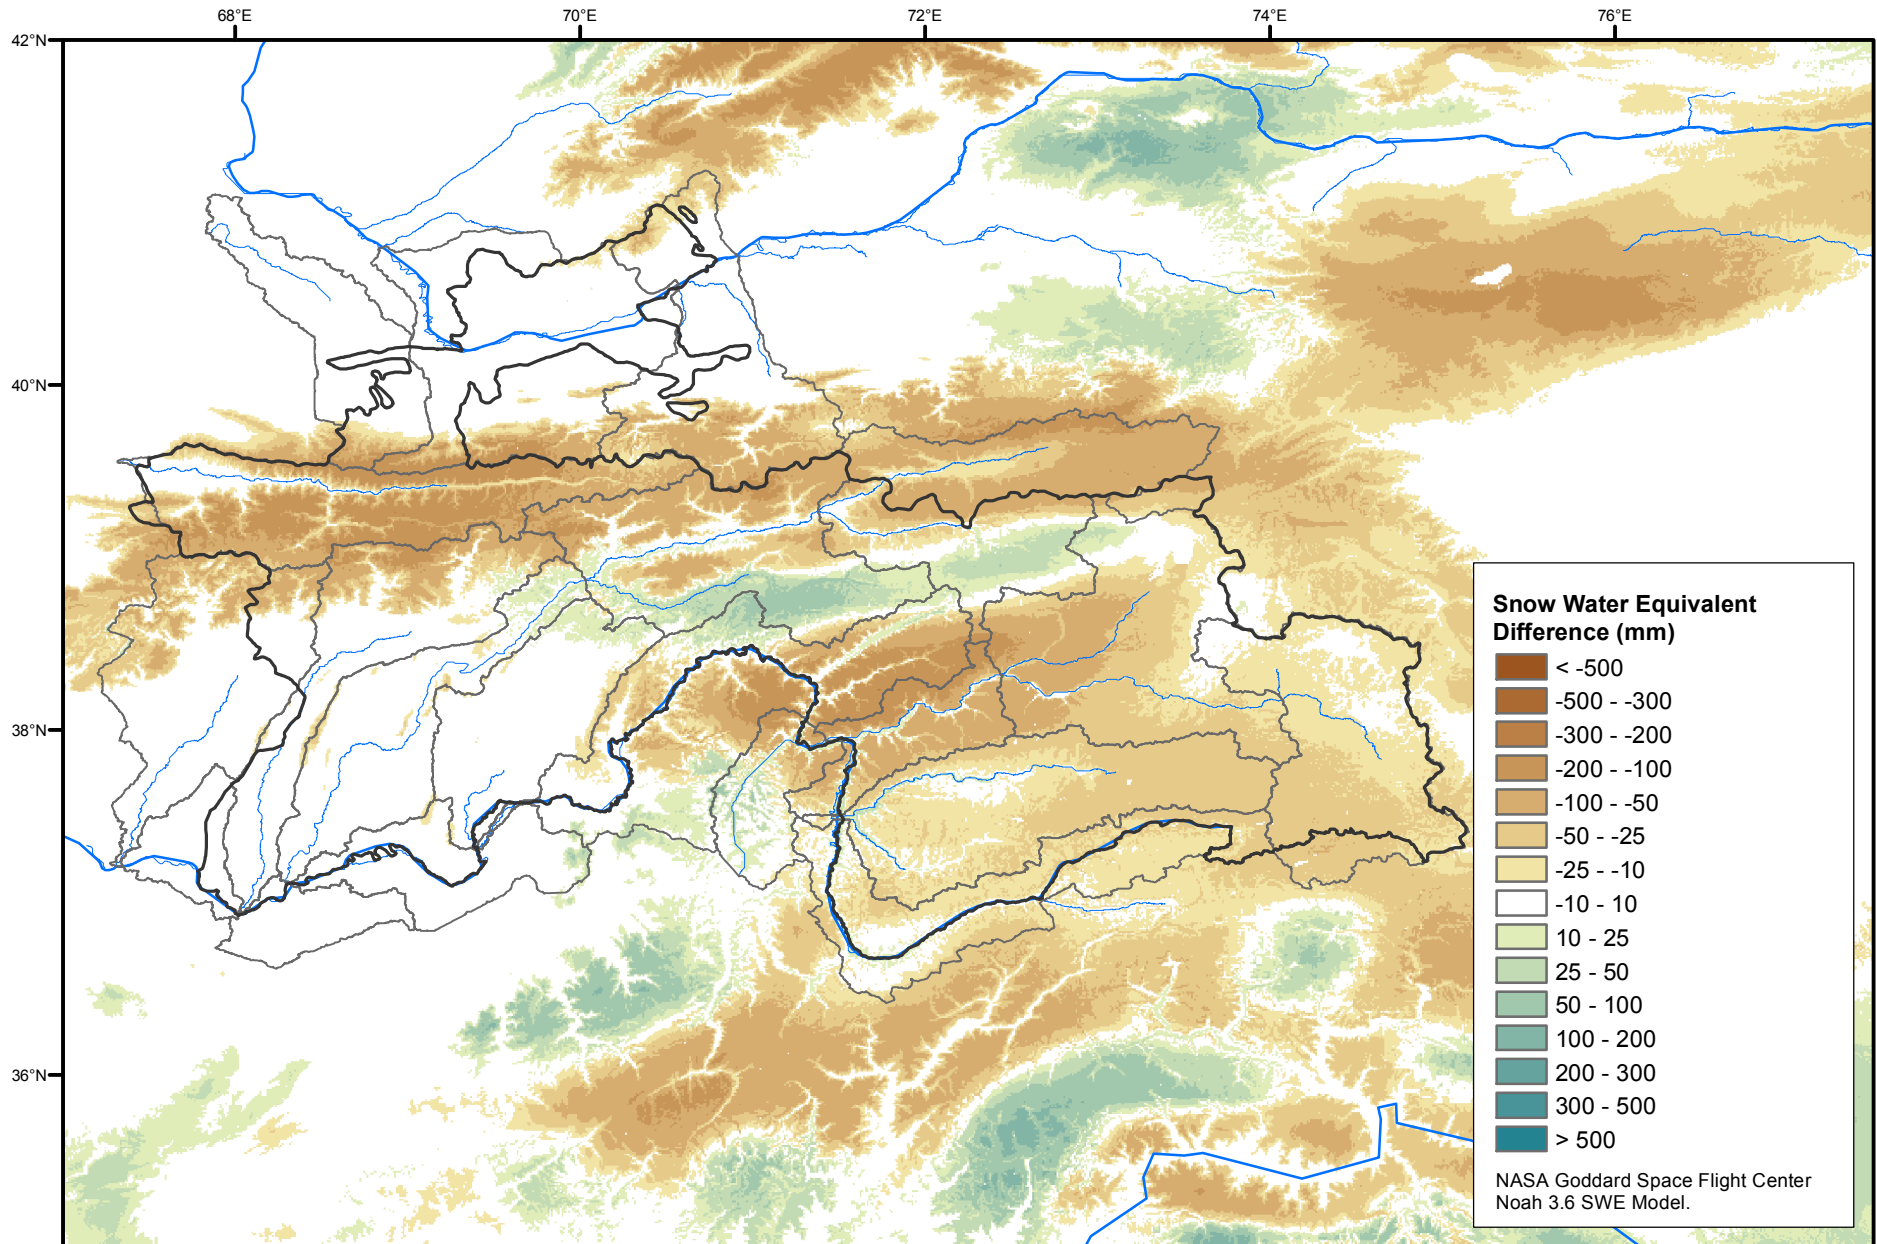 68°E
70°E
72°E
74°E
76°E
42°N
40°N
38°N
36°N
Snow Water Equivalent
Difference (mm)
< -500
-500 - -300
-300 - -200
-200 - -100
-100 - -50
-50 - -25
-25 - -10
-10 - 10
10 - 25
25 - 50
50 - 100
100 - 200
200 - 300
300 - 500
> 500
NASA Goddard Space Flight Center
Noah 3.6 SWE Model.